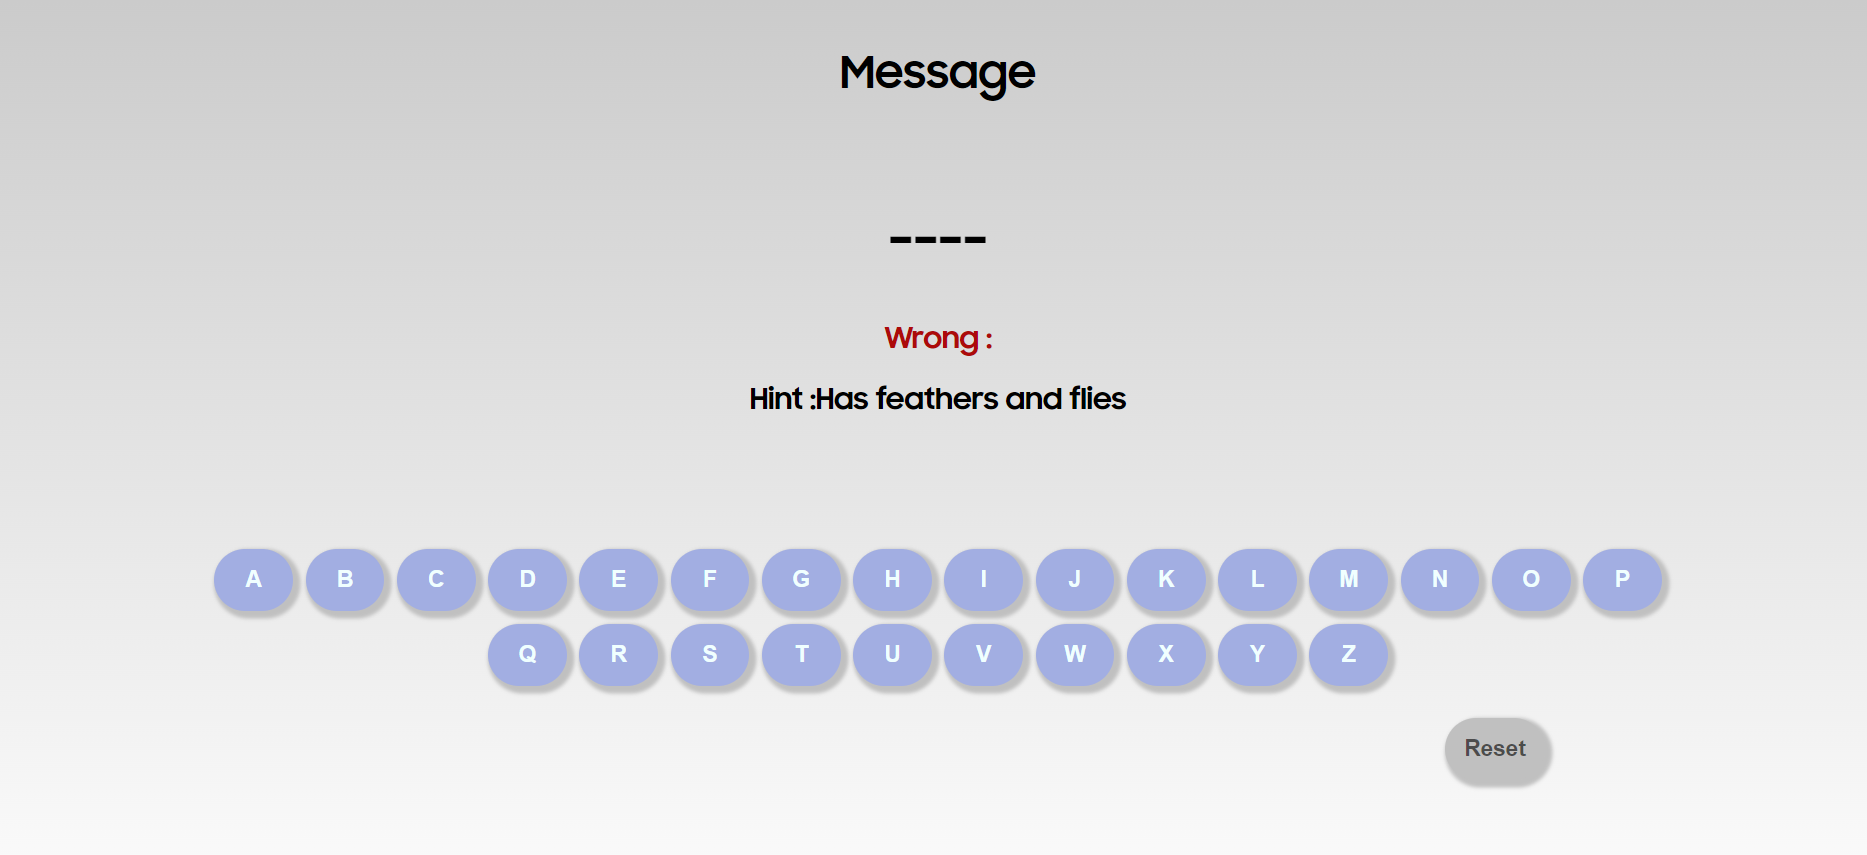 Message
----
Wrong :
Hint :Has feathers and flies
A B C D E F G H I J K L M N O P
Q R S T U V W X Y Z
Reset